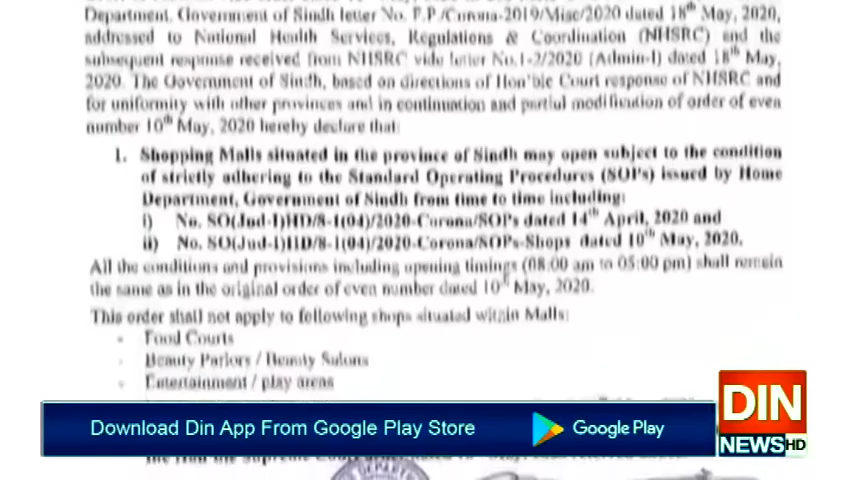 Department, Government of Sindh letter No. F.P/Corona-2019/Misc/2020 dated 18th May, 2020,
addressed to National Health Services, Regulations & Coordination (NHSRC) and the
subsequent response received from NHSRC vide letter No.1-2/2020 (Admin-I) dated 18th May,
2020. The Government of Sindh, based on directions of Hon'ble Court response of NHSRC and
for uniformity with other provinces and in continuation and partial modification of order of even
number 10th May, 2020 hereby declare that:
1. Shopping Malls situated in the province of Sindh may open subject to the condition
of strictly adhering to the Standard Operating Procedures (SOPs) issued by Home
Department, Government of Sindh from time to time including:
i) No. SO(Jud-I)HD/8-1(04)/2020-Corona/SOPs dated 14th April, 2020 and
ii) No. SO(Jud-I)HD/8-1(04)/2020-Corona/SOPs-Shops dated 10th May, 2020.
All the conditions and provisions including opening timings (08:00 am to 05:00 pm) shall remain
the same as in the original order of even number dated 10th May, 2020.
This order shall not apply to following shops situated within Malls:
- Food Courts
- Beauty Parlors / Beauty Salons
- Entertainment / play areas
Download Din App From Google Play Store
Google Play
DIN
NEWS HD